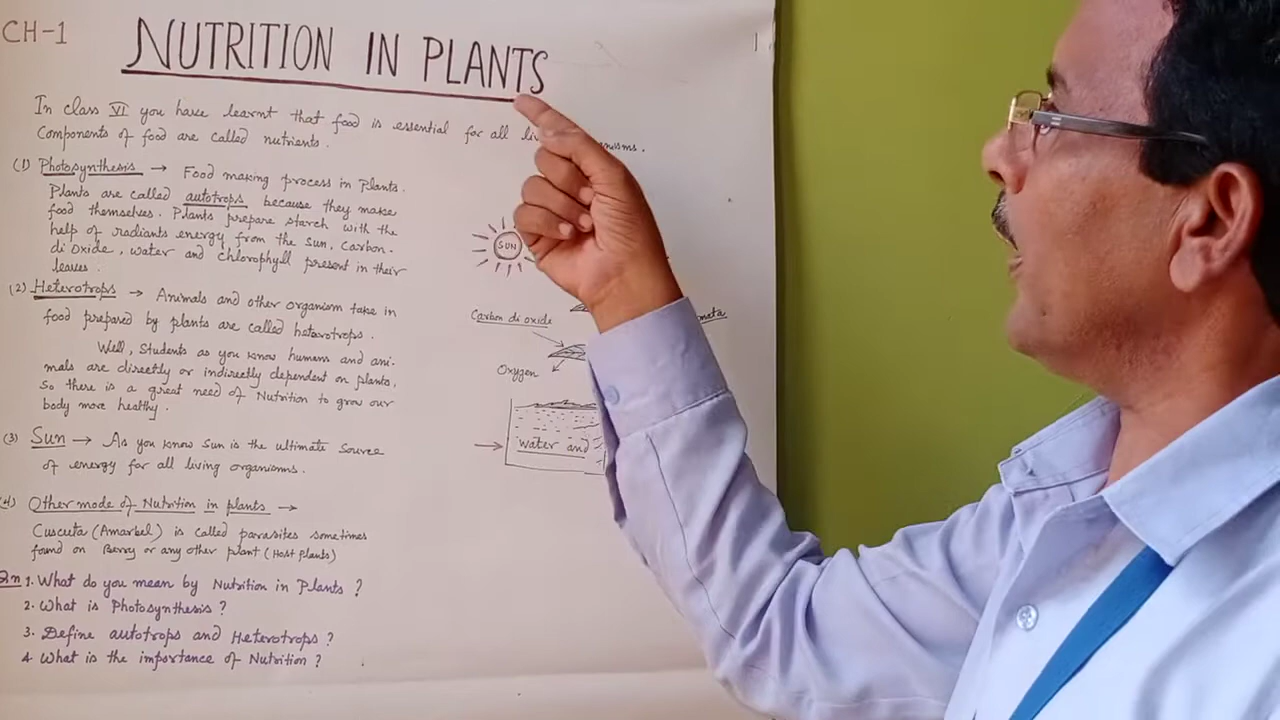 CH-1
NUTRITION IN PLANTS
In class VI you have learnt that food is essential for all
Components of food are called nutrients.
(1) Photosynthesis → Food making process in Plants.
Plants are called autotrops because they make
food themselves. Plants prepare starch with the
help of radiants energy from the Sun, Carbon-
di oxide, water and chlorophyll present in their
leaves.
(2) Heterotrops → Animals and other organism take in
food prepared by plants are called heterotrops.
Well, Students as you know humans and ani-
mals are directly or indirectly dependent on plants,
So there is a great need of Nutrition to grow our
body more healthy.
(3) Sun → As you know Sun is the ultimate Source
of energy for all living organisms.
(4) Other mode of Nutrition in plants →
Cuscuta (Amarbel) is called parasites sometimes
found on Berry or any other plant (Host plants)
1. What do you mean by Nutrition in Plants ?
2. What is Photosynthesis ?
3. Define autotrops and Heterotrops ?
4 What is the importance of Nutrition ?
SUN
Carbon di oxide
Oxygen
water and